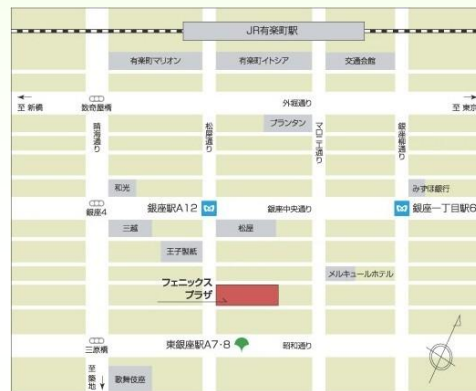 JR有楽町駅
有楽町マリオン
有楽町イトシア
交通会館
至 新橋
数寄屋橋
外堀通り
至 東京
プランタン
晴海通り
松屋通り
マロニエ通り
銀座柳通り
和光
みずほ銀行
銀座4
銀座駅A12
銀座中央通り
銀座一丁目駅6
三越
松屋
王子製紙
メルキュールホテル
フェニックス
プラザ
三原橋
東銀座駅A7·8
昭和通り
至 築地
歌舞伎座